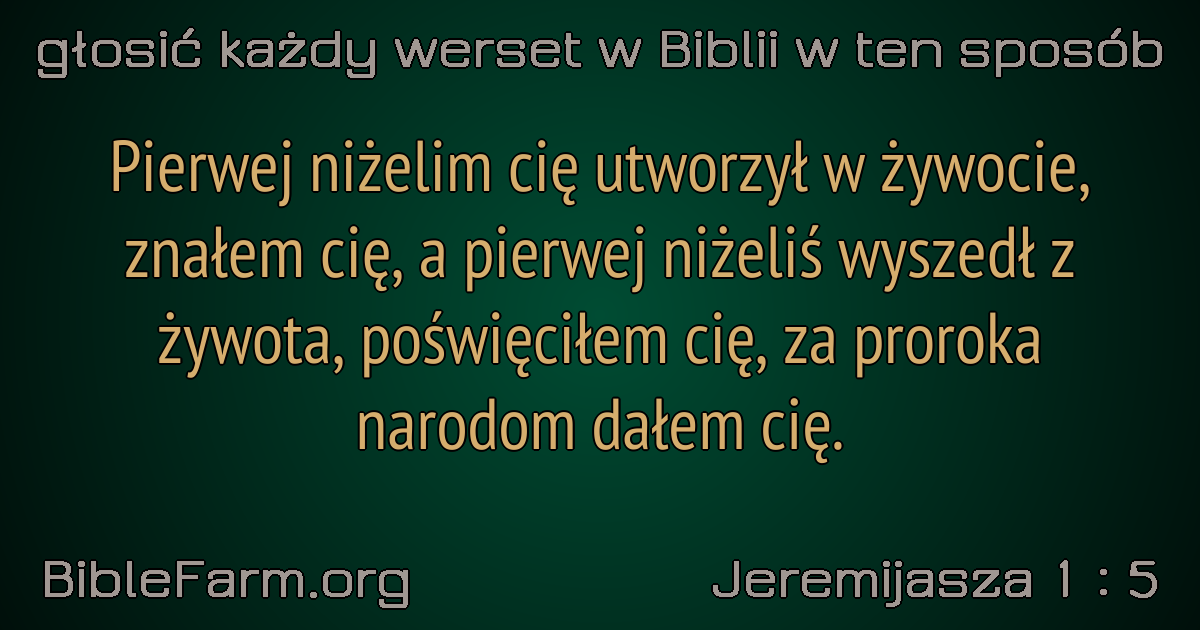 głosić każdy werset w Biblii w ten sposób
Pierwej niżelim cię utworzył w żywocie,
znałem cię, a pierwej niżeliś wyszedł z
żywota, poświęciłem cię, za proroka
narodom dałem cię.
BibleFarm.org
Jeremijasza 1 : 5